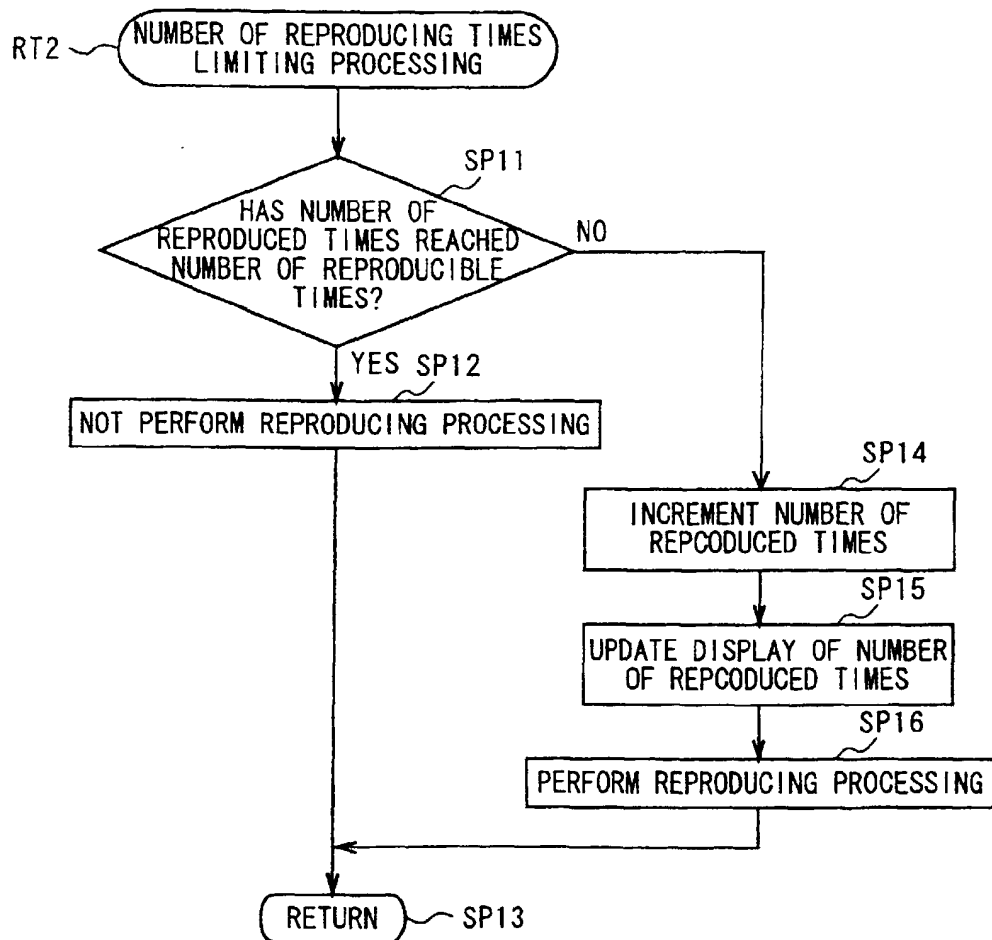 RT2
NUMBER OF REPRODUCING TIMES
LIMITING PROCESSING
SP11
HAS NUMBER OF
REPRODUCED TIMES REACHED
NUMBER OF REPRODUCIBLE
TIMES?
NO
YES
SP12
NOT PERFORM REPRODUCING PROCESSING
SP14
INCREMENT NUMBER OF
REPCODUCED TIMES
SP15
UPDATE DISPLAY OF NUMBER
OF REPCODUCED TIMES
SP16
PERFORM REPRODUCING PROCESSING
RETURN
SP13